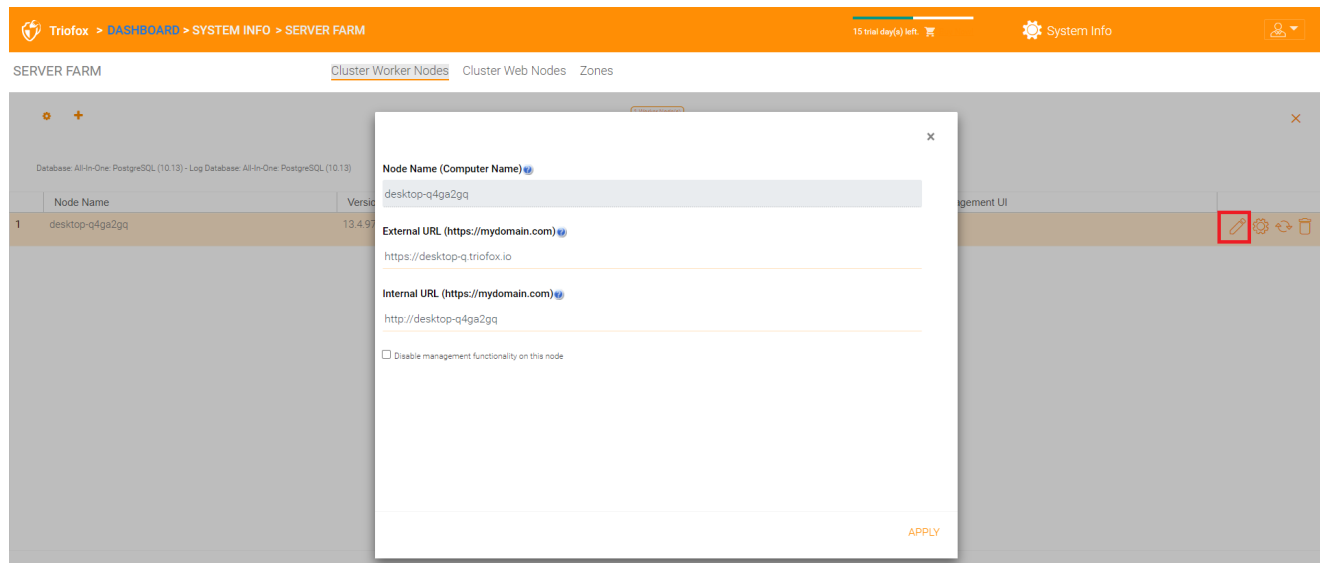 Triofox > DASHBOARD > SYSTEM INFO > SERVER FARM
15 trial day(s) left.
System Info
SERVER FARM
Cluster Worker Nodes
Cluster Web Nodes
Zones
Database: All-In-One: PostgreSQL (10.13) - Log Database: All-In-One: PostgreSQL (10.13)
Node Name
1 desktop-q4ga2gq
13.4.97
Node Name (Computer Name)
desktop-q4ga2gq
External URL (https://mydomain.com)
https://desktop-q.triofox.io
Internal URL (https://mydomain.com)
http://desktop-q4ga2gq
Disable management functionality on this node
APPLY